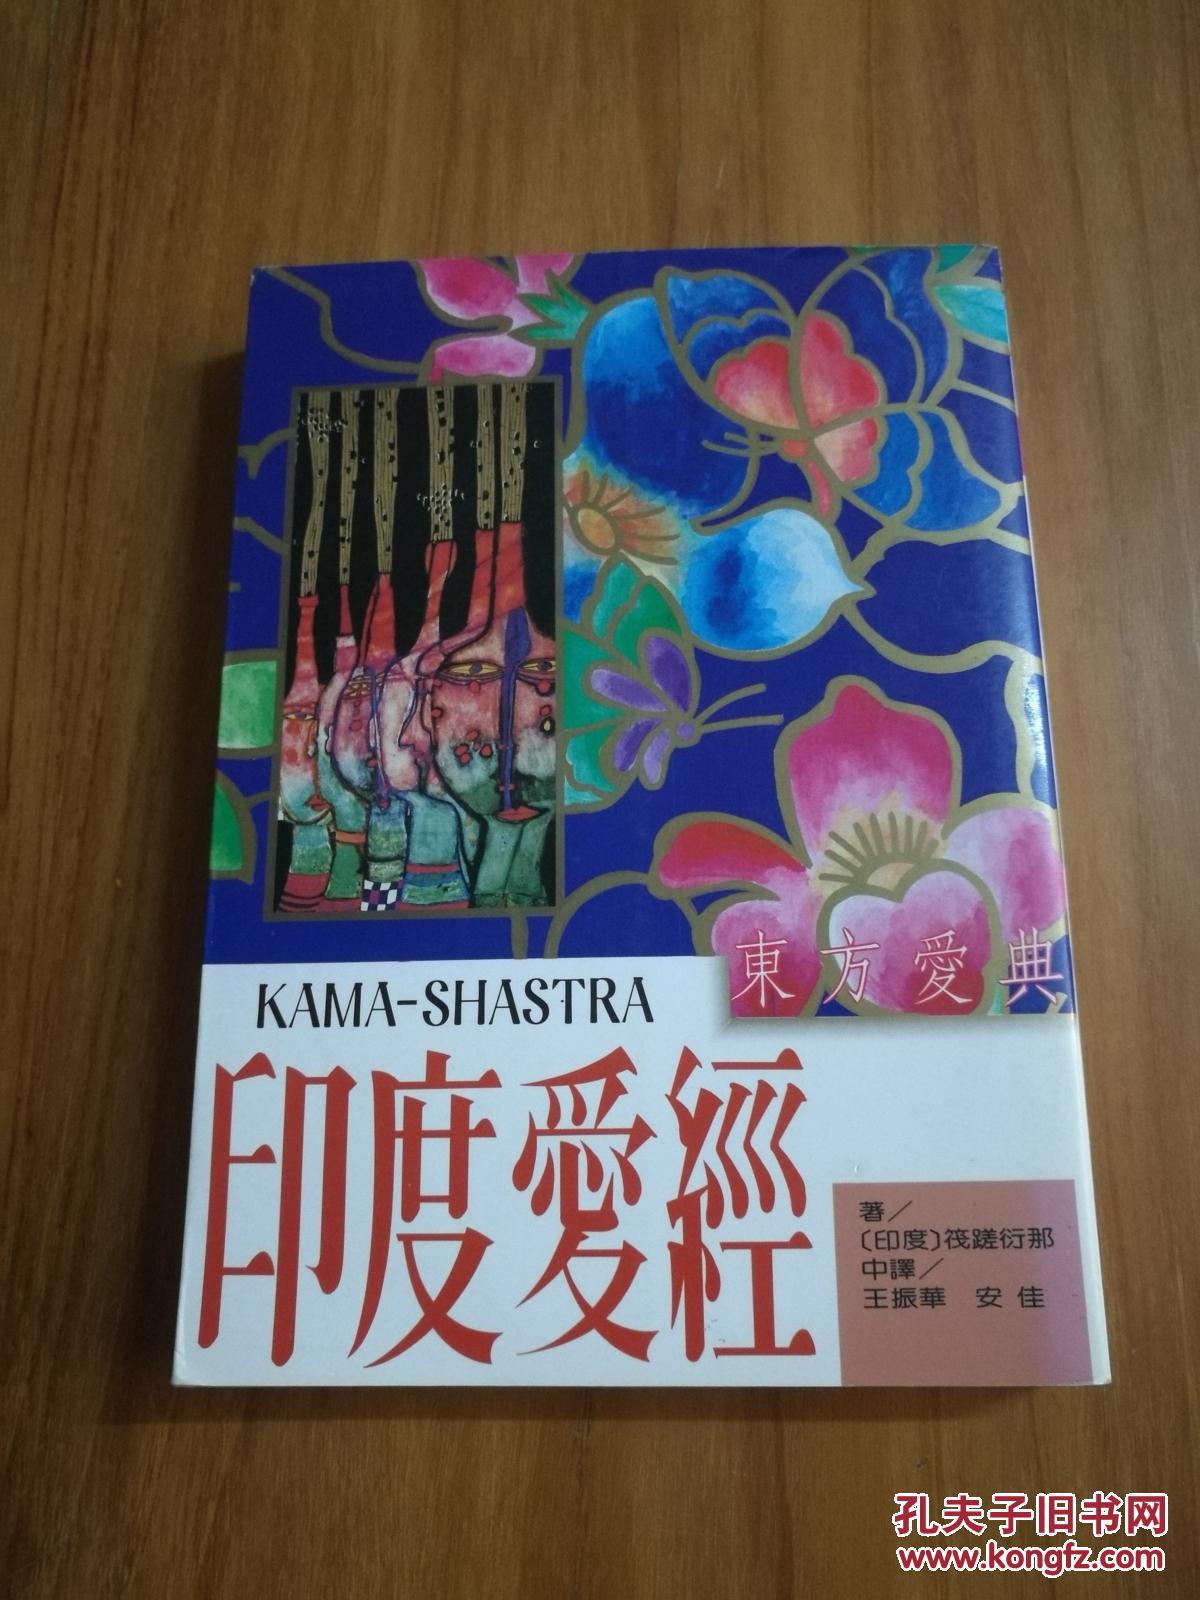 東方愛典
KAMA-SHASTRA
印度愛經
著／
〔印度〕筏蹉衍那
中譯／
王振華　安佳
孔夫子旧书网
www.kongfz.com